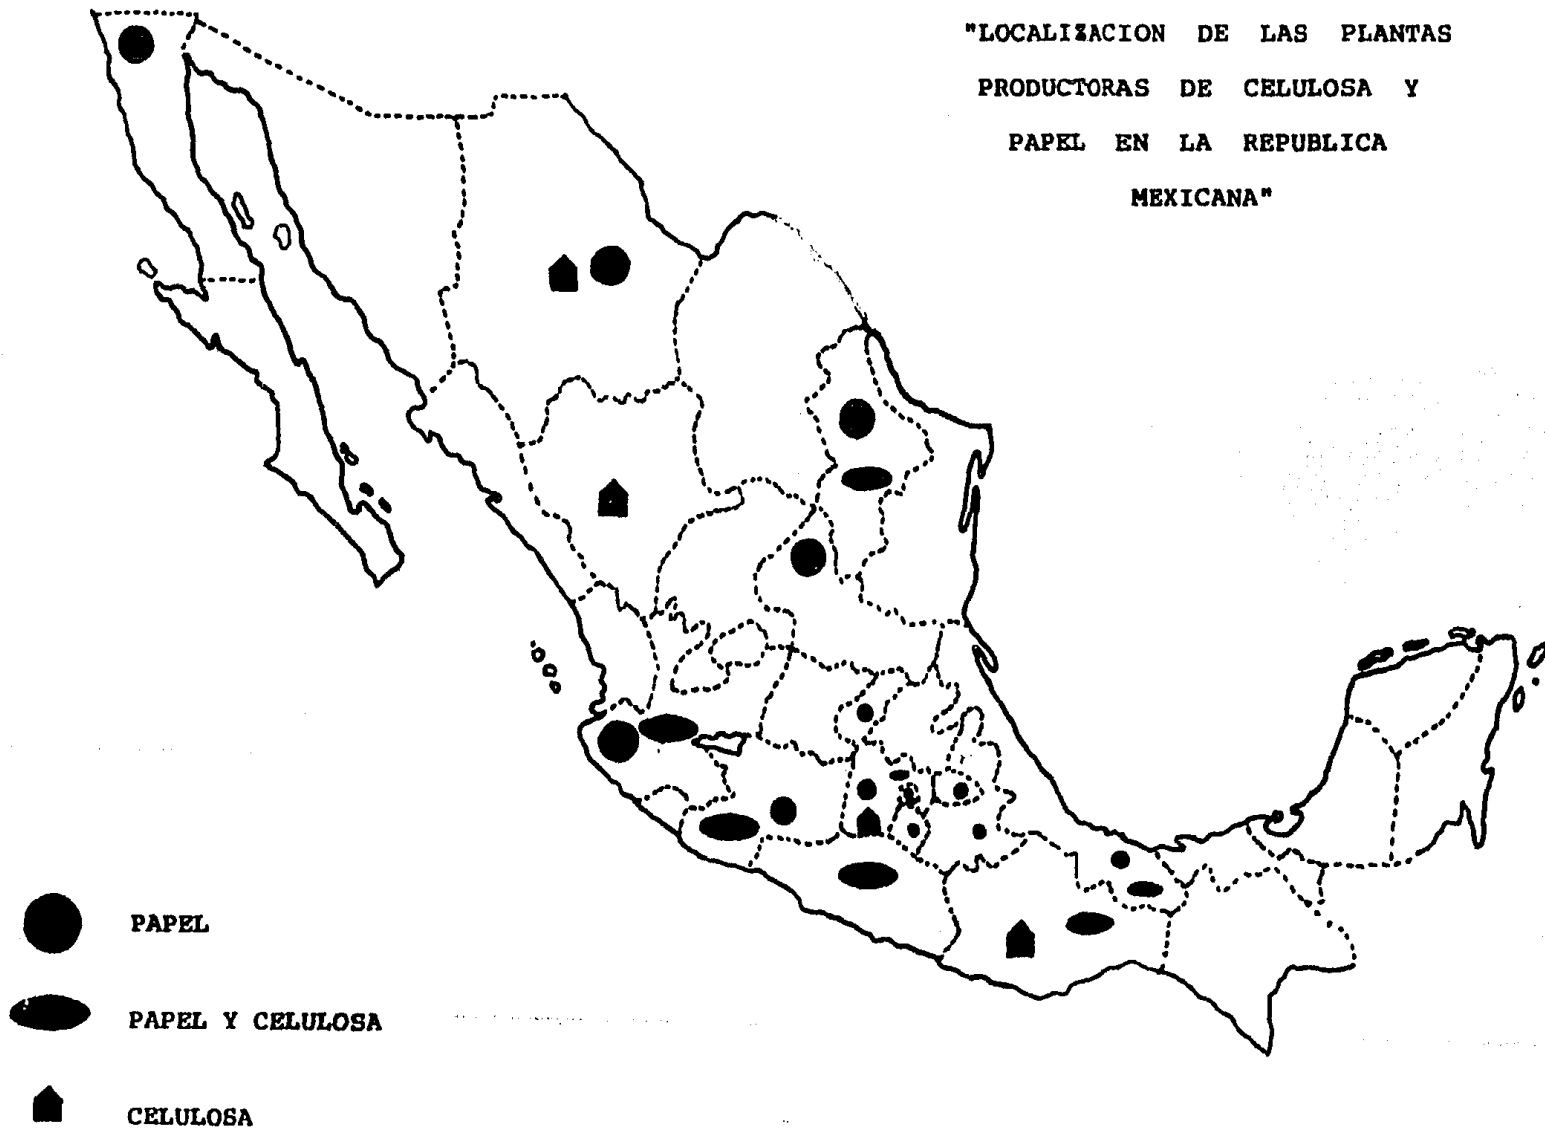 "LOCALIZACION DE LAS PLANTAS
PRODUCTORAS DE CELULOSA Y
PAPEL EN LA REPUBLICA
MEXICANA"
PAPEL
PAPEL Y CELULOSA
CELULOSA